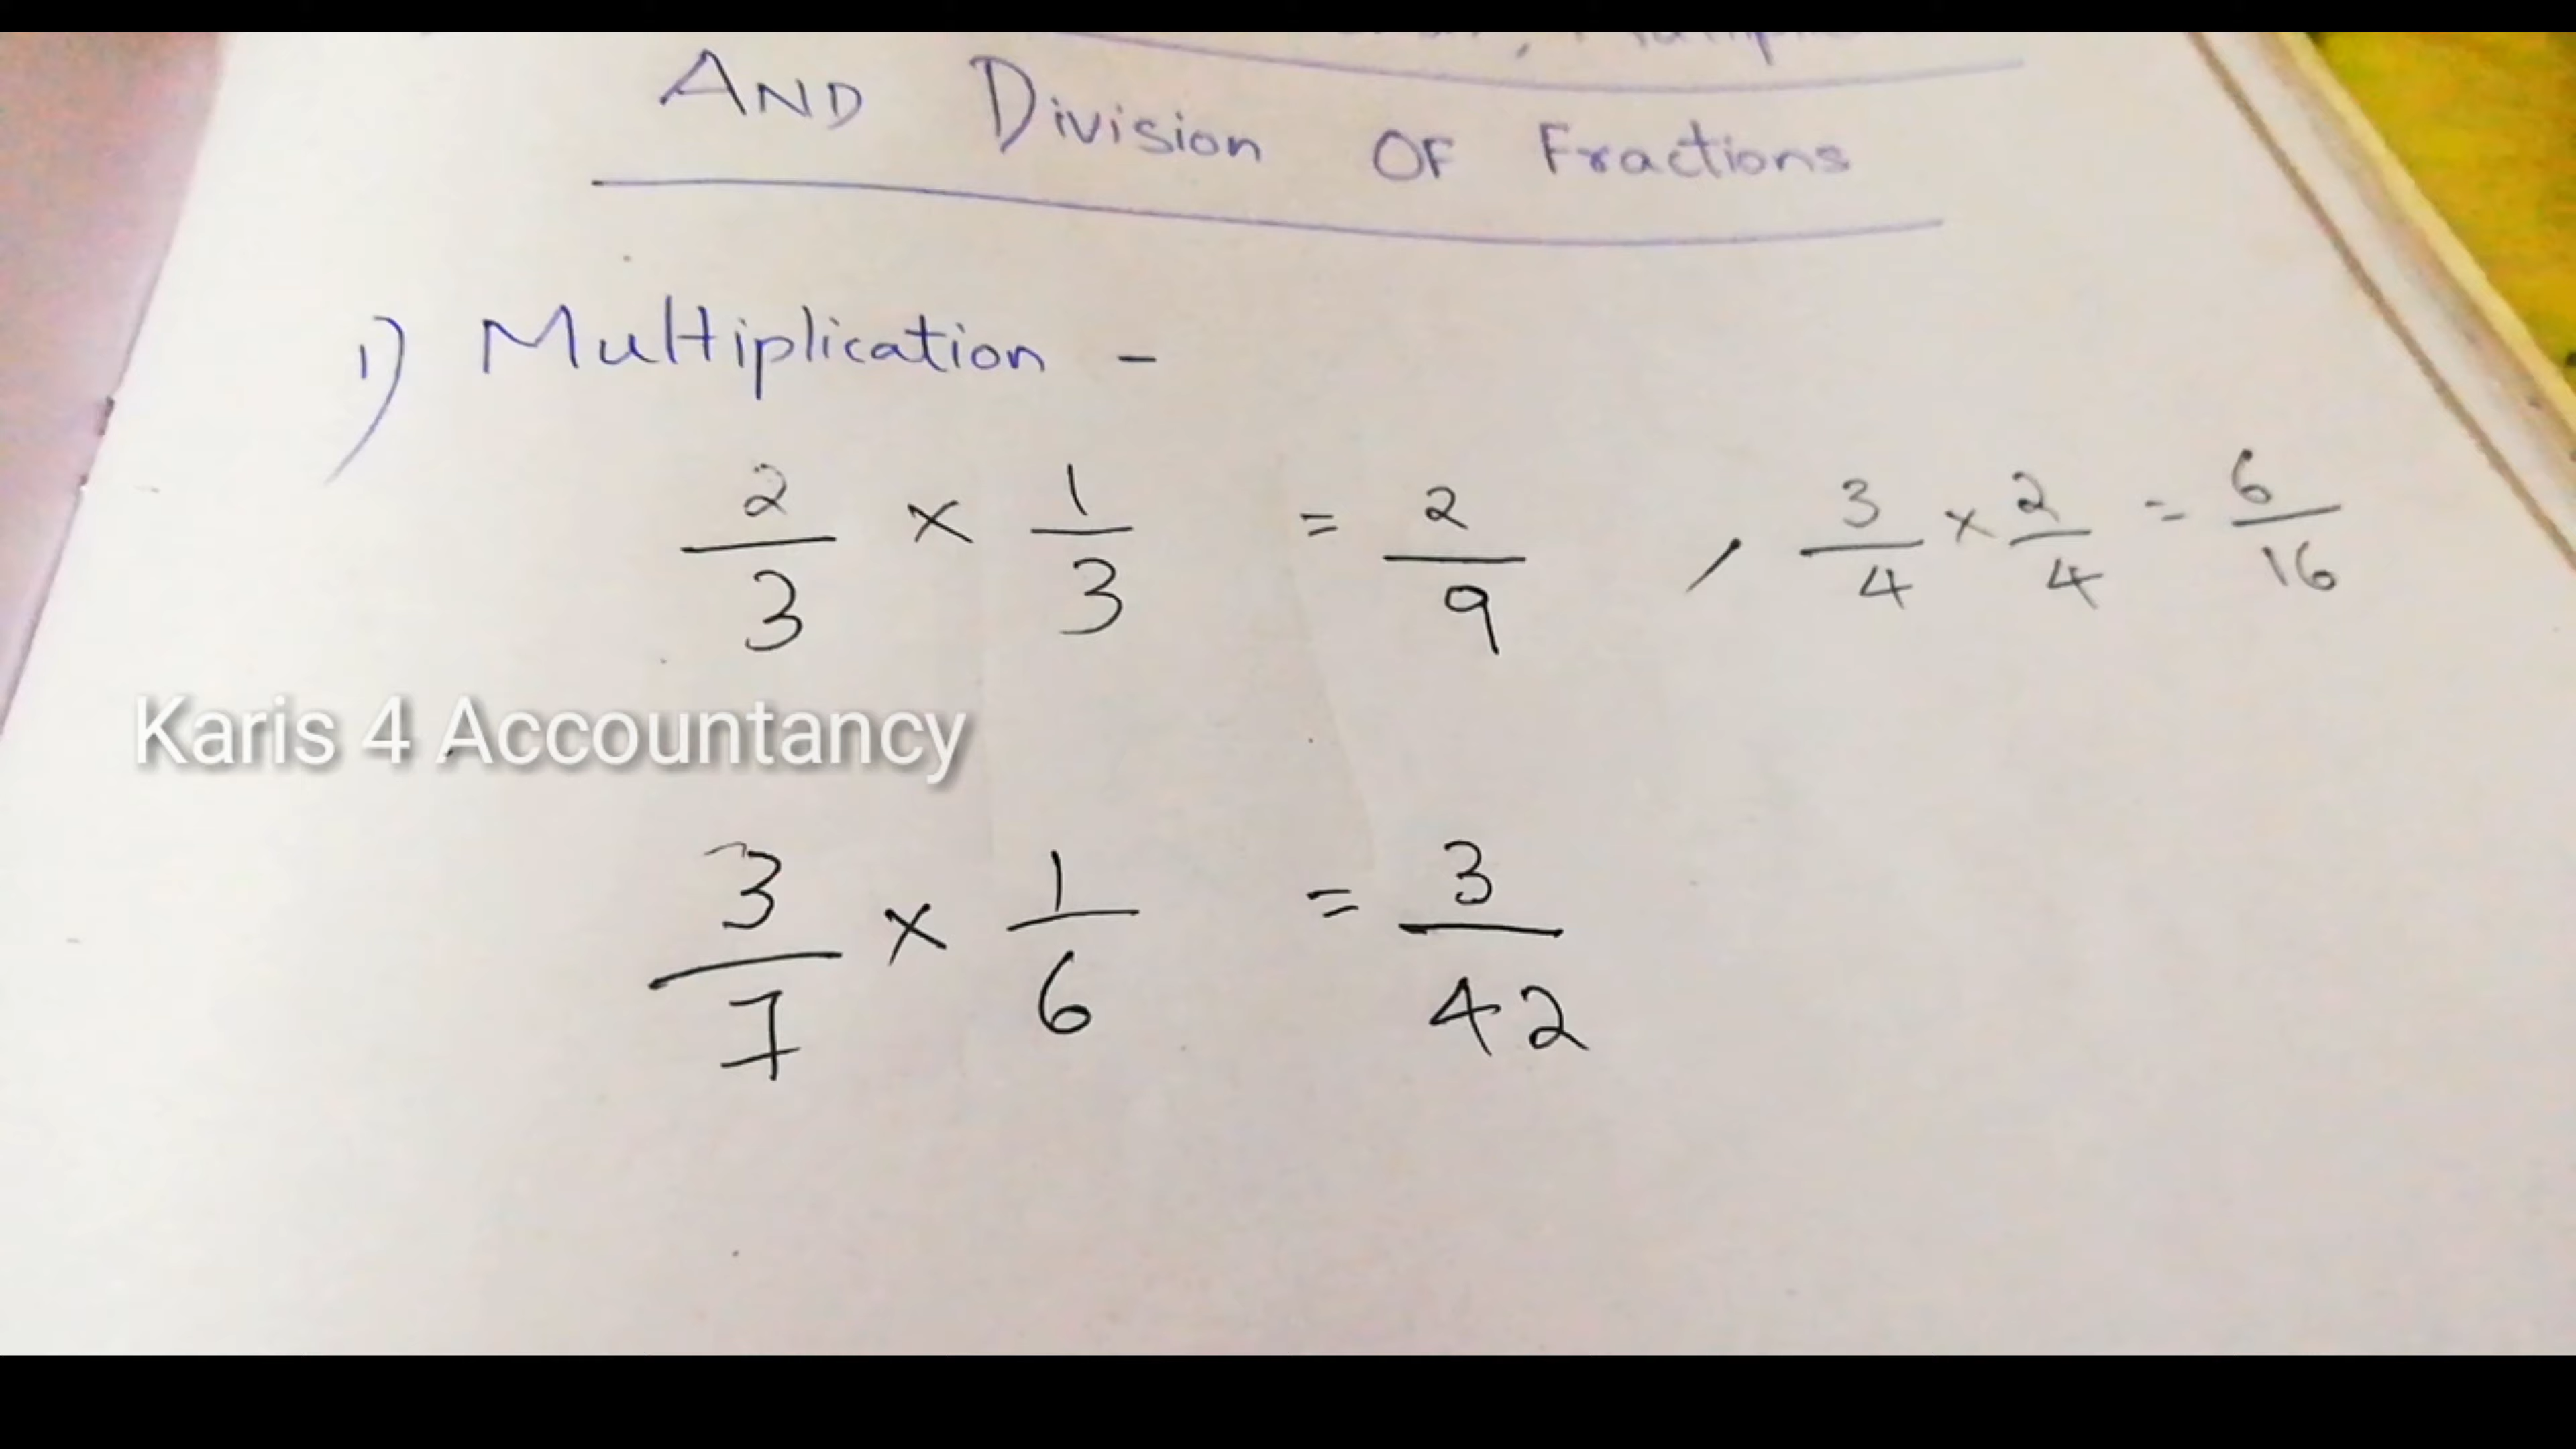 AND Division OF Fractions
1) Multiplication -
2/3 × 1/3 = 2/9 , 3/4 × 2/4 = 6/16
Karis 4 Accountancy
3/7 × 1/6 = 3/42